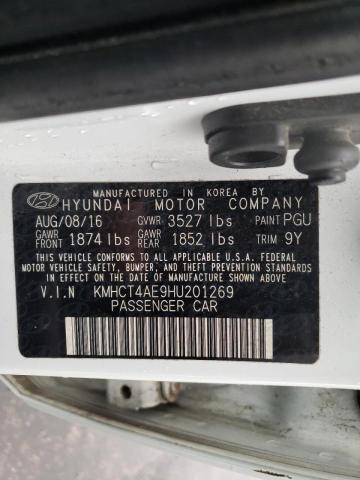 MANUFACTURED IN KOREA BY
HYUNDAI MOTOR COMPANY
AUG/08/16 GVWR 3527 lbs PAINT PGU
GAWR FRONT 1874 lbs GAWR REAR 1852 lbs TRIM 9Y
THIS VEHICLE CONFORMS TO ALL APPLICABLE U.S.A. FEDERAL
MOTOR VEHICLE SAFETY, BUMPER, AND THEFT PREVENTION STANDARDS
IN EFFECT ON THE DATE OF MANUFACTURE SHOWN ABOVE.
V.I.N KMHCT4AE9HU201269
PASSENGER CAR